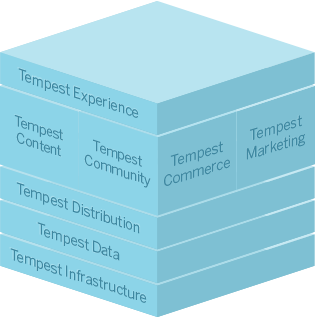 Tempest Experience
Tempest
Content
Tempest
Community
Tempest
Commerce
Tempest
Marketing
Tempest Distribution
Tempest Data
Tempest Infrastructure